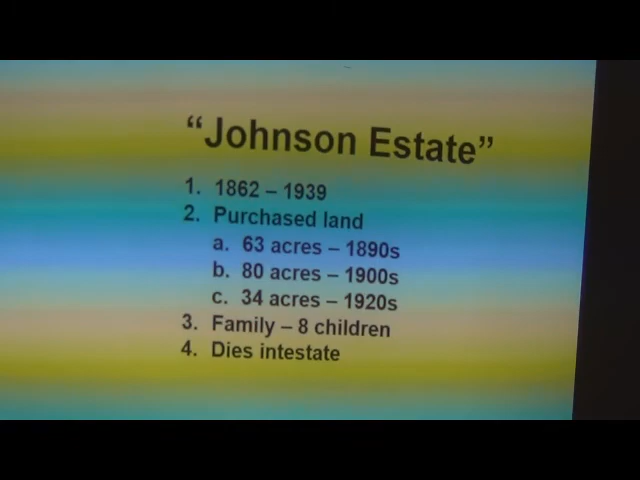 “Johnson Estate”
1. 1862 – 1939
2. Purchased land
a. 63 acres – 1890s
b. 80 acres – 1900s
c. 34 acres – 1920s
3. Family – 8 children
4. Dies intestate